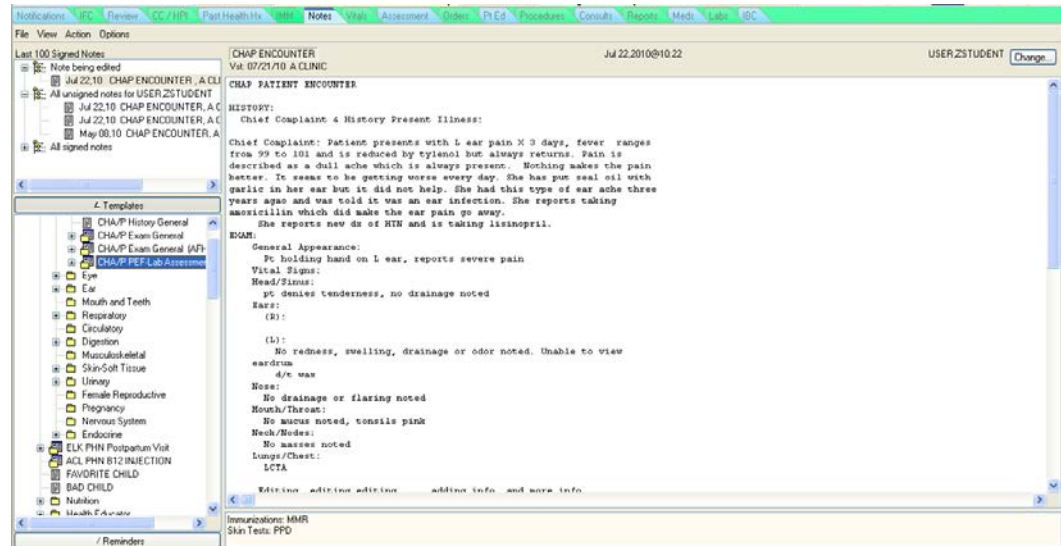 Notifications IFC Review CC / HPI Past Health Hx IMM Notes Vitals Assessment Orders Pt Ed Procedures Consults Reports Meds Labs IBC
File View Action Options
Last 100 Signed Notes
Note being edited
Jul 22,10 CHAP ENCOUNTER , A CLI
All unsigned notes for USER,ZSTUDENT
Jul 22,10 CHAP ENCOUNTER, A C
Jul 22,10 CHAP ENCOUNTER, A C
May 08,10 CHAP ENCOUNTER, A
All signed notes
/ Templates
CHA/P History General
CHA/P Exam General
CHA/P Exam General (AFH
CHA/P PEF-Lab Assessmen
Eye
Ear
Mouth and Teeth
Respiratory
Circulatory
Digestion
Musculoskeletal
Skin-Soft Tissue
Urinary
Female Reproductive
Pregnancy
Nervous System
Endocrine
ELK PHN Postpartum Visit
ACL PHN B12 INJECTION
FAVORITE CHILD
BAD CHILD
Nutrition
Health Educator
/ Reminders
CHAP ENCOUNTER Jul 22,2010@10:22 USER,ZSTUDENT Change...
Vst: 07/21/10 A CLINIC
CHAP PATIENT ENCOUNTER
HISTORY:
Chief Complaint & History Present Illness:
Chief Complaint: Patient presents with L ear pain X 3 days, fever ranges
from 99 to 101 and is reduced by tylenol but always returns. Pain is
described as a dull ache which is always present. Nothing makes the pain
better. It seems to be getting worse every day. She has put seal oil with
garlic in her ear but it did not help. She had this type of ear ache three
years agao and was told it was an ear infection. She reports taking
amoxicillin which did make the ear pain go away.
She reports new dx of HTN and is taking lisinopril.
EXAM:
General Appearance:
Pt holding hand on L ear, reports severe pain
Vital Signs:
Head/Sinus:
pt denies tenderness, no drainage noted
Ears:
(R):
(L):
No redness, swelling, drainage or odor noted. Unable to view
eardrum
d/t wax
Nose:
No drainage or flaring noted
Mouth/Throat:
No mucus noted, tonsils pink
Neck/Nodes:
No masses noted
Lungs/Chest:
LCTA
Editing editing editing adding info and more info
Immunizations: MMR
Skin Tests: PPD